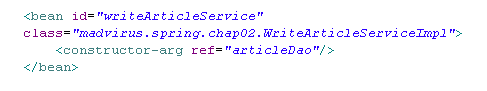 <bean id="writeArticleService"
class="madvirus.spring.chap02.WriteArticleServiceImpl">
<constructor-arg ref="articleDao"/>
</bean>